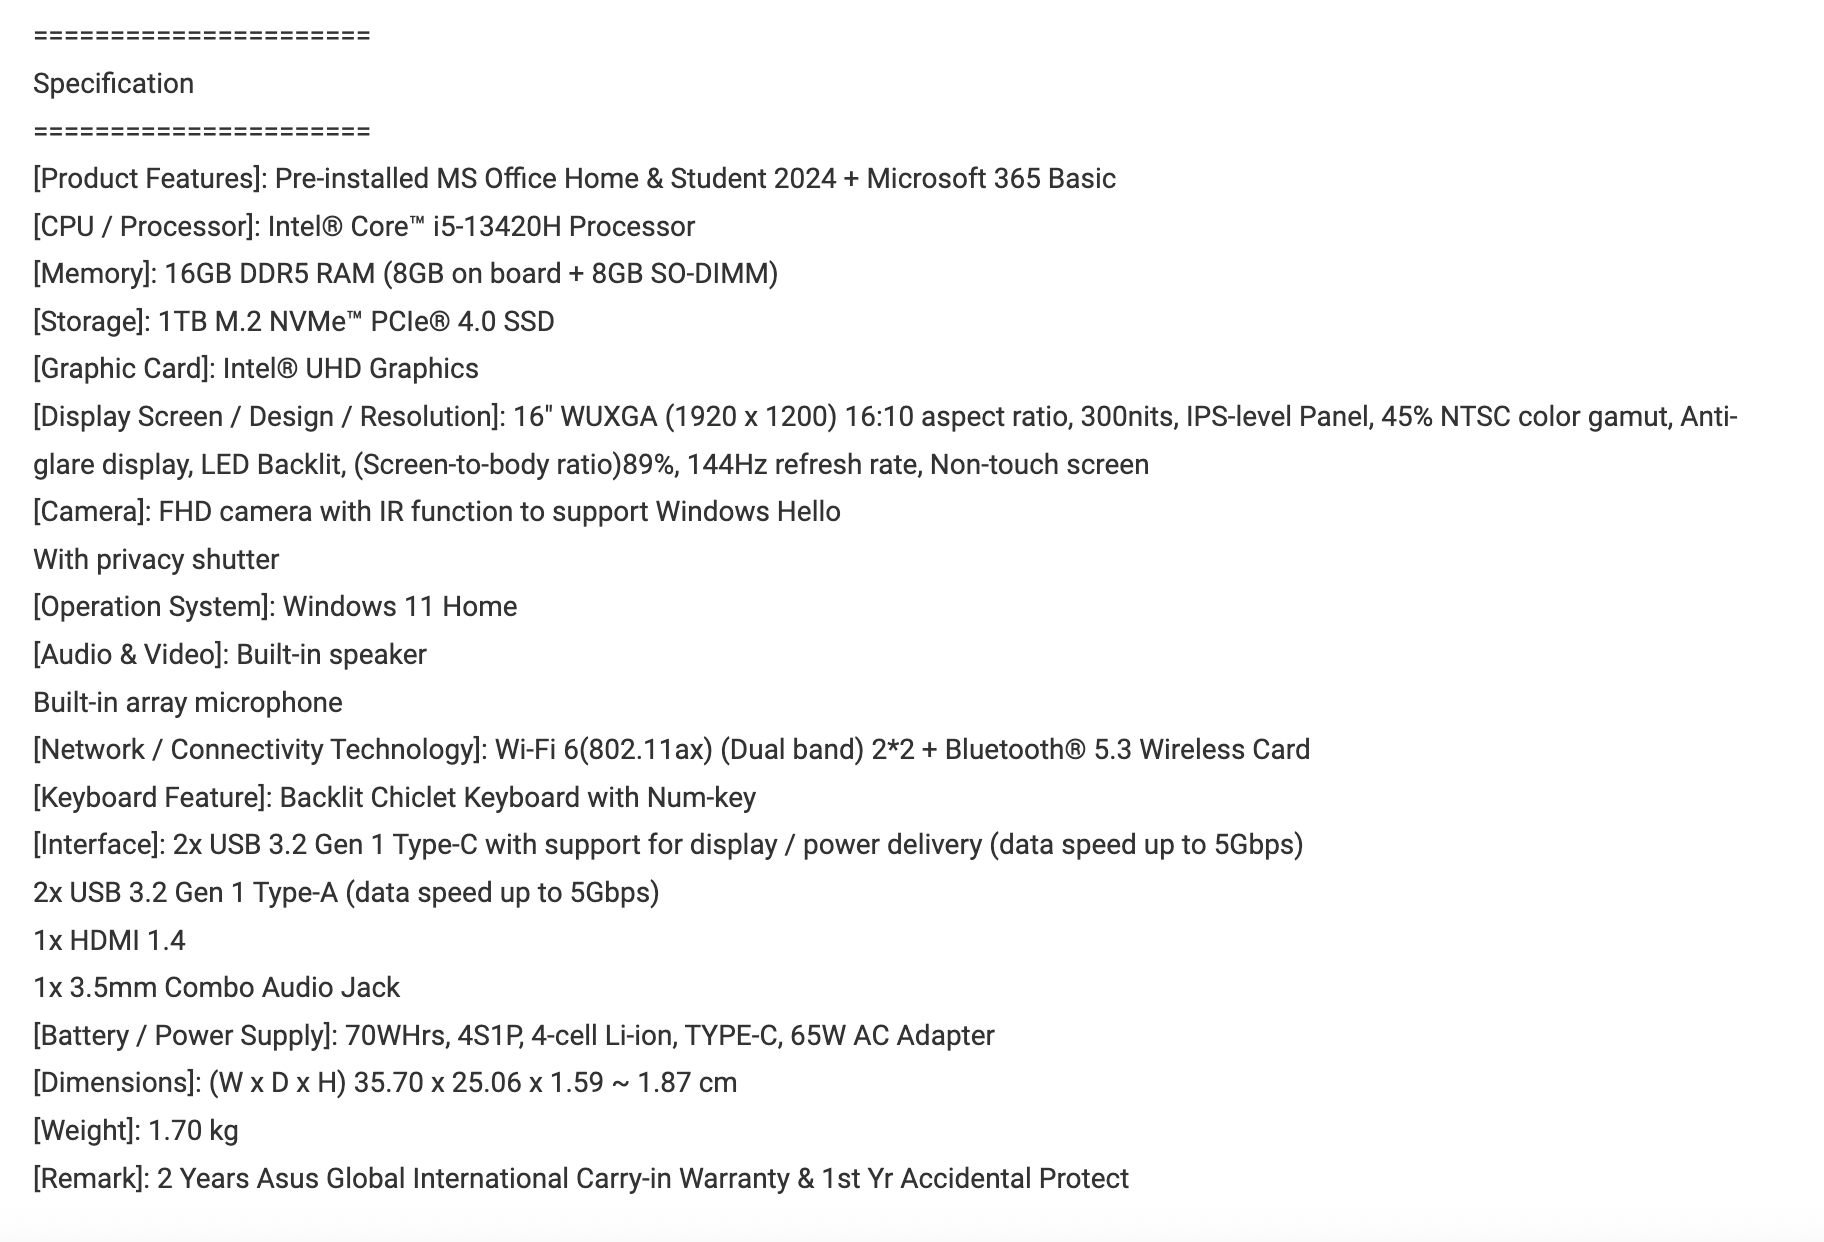 ======================
Specification
======================
[Product Features]: Pre-installed MS Office Home & Student 2024 + Microsoft 365 Basic
[CPU / Processor]: Intel® Core™ i5-13420H Processor
[Memory]: 16GB DDR5 RAM (8GB on board + 8GB SO-DIMM)
[Storage]: 1TB M.2 NVMe™ PCIe® 4.0 SSD
[Graphic Card]: Intel® UHD Graphics
[Display Screen / Design / Resolution]: 16" WUXGA (1920 x 1200) 16:10 aspect ratio, 300nits, IPS-level Panel, 45% NTSC color gamut, Anti-
glare display, LED Backlit, (Screen-to-body ratio)89%, 144Hz refresh rate, Non-touch screen
[Camera]: FHD camera with IR function to support Windows Hello
With privacy shutter
[Operation System]: Windows 11 Home
[Audio & Video]: Built-in speaker
Built-in array microphone
[Network / Connectivity Technology]: Wi-Fi 6(802.11ax) (Dual band) 2*2 + Bluetooth® 5.3 Wireless Card
[Keyboard Feature]: Backlit Chiclet Keyboard with Num-key
[Interface]: 2x USB 3.2 Gen 1 Type-C with support for display / power delivery (data speed up to 5Gbps)
2x USB 3.2 Gen 1 Type-A (data speed up to 5Gbps)
1x HDMI 1.4
1x 3.5mm Combo Audio Jack
[Battery / Power Supply]: 70WHrs, 4S1P, 4-cell Li-ion, TYPE-C, 65W AC Adapter
[Dimensions]: (W x D x H) 35.70 x 25.06 x 1.59 ~ 1.87 cm
[Weight]: 1.70 kg
[Remark]: 2 Years Asus Global International Carry-in Warranty & 1st Yr Accidental Protect